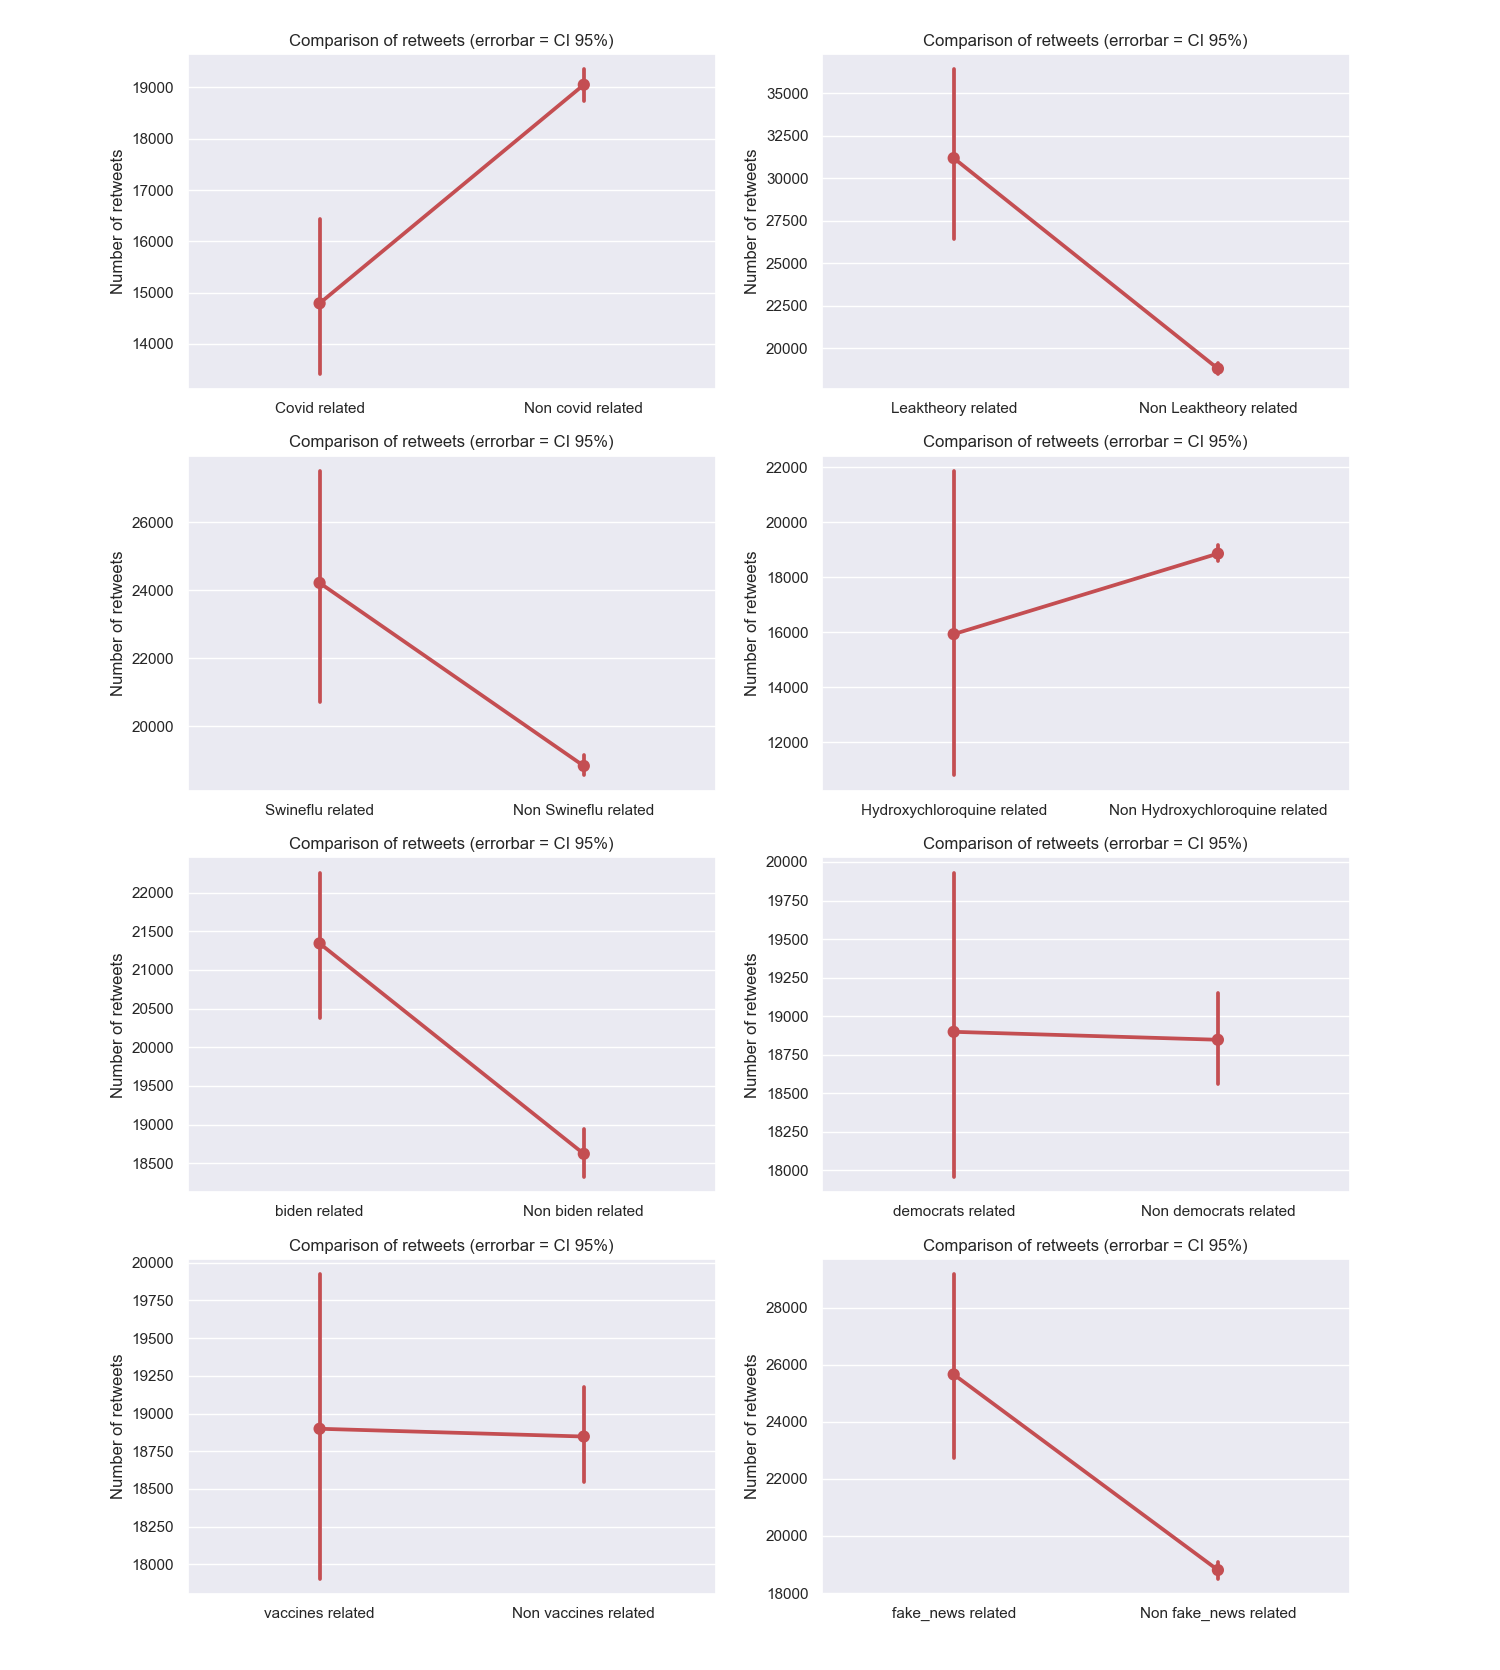 Comparison of retweets (errorbar = CI 95%)
Number of retweets
19000
18000
17000
16000
15000
14000
Covid related
Non covid related
Comparison of retweets (errorbar = CI 95%)
Number of retweets
35000
32500
30000
27500
25000
22500
20000
Leaktheory related
Non Leaktheory related
Comparison of retweets (errorbar = CI 95%)
Number of retweets
26000
24000
22000
20000
Swineflu related
Non Swineflu related
Comparison of retweets (errorbar = CI 95%)
Number of retweets
22000
20000
18000
16000
14000
12000
Hydroxychloroquine related
Non Hydroxychloroquine related
Comparison of retweets (errorbar = CI 95%)
Number of retweets
22000
21500
21000
20500
20000
19500
19000
18500
biden related
Non biden related
Comparison of retweets (errorbar = CI 95%)
Number of retweets
20000
19750
19500
19250
19000
18750
18500
18250
18000
democrats related
Non democrats related
Comparison of retweets (errorbar = CI 95%)
Number of retweets
20000
19750
19500
19250
19000
18750
18500
18250
18000
vaccines related
Non vaccines related
Comparison of retweets (errorbar = CI 95%)
Number of retweets
28000
26000
24000
22000
20000
18000
fake_news related
Non fake_news related